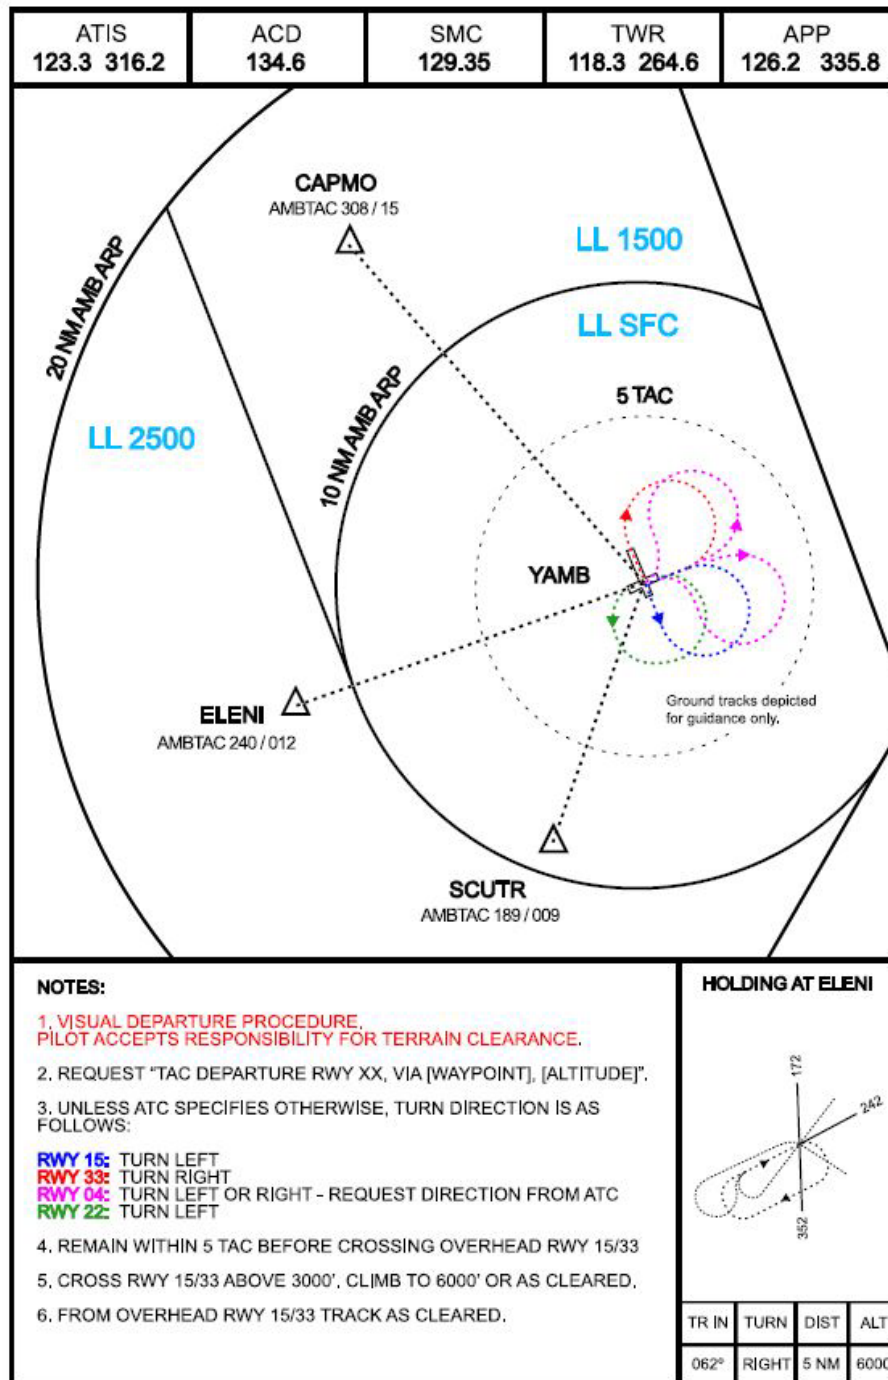 ATIS
123.3 316.2
ACD
134.6
SMC
129.35
TWR
118.3 264.6
APP
126.2 335.8
CAPMO
AMBTAC 308 / 15
LL 1500
20 NM AMB ARP
LL SFC
10 NM AMB ARP
5 TAC
LL 2500
YAMB
ELENI
AMBTAC 240 / 012
Ground tracks depicted
for guidance only.
SCUTR
AMBTAC 189 / 009
NOTES:
1. VISUAL DEPARTURE PROCEDURE.
PILOT ACCEPTS RESPONSIBILITY FOR TERRAIN CLEARANCE.
2. REQUEST "TAC DEPARTURE RWY XX, VIA [WAYPOINT], [ALTITUDE]".
3. UNLESS ATC SPECIFIES OTHERWISE, TURN DIRECTION IS AS
FOLLOWS:
RWY 15: TURN LEFT
RWY 33: TURN RIGHT
RWY 04: TURN LEFT OR RIGHT - REQUEST DIRECTION FROM ATC
RWY 22: TURN LEFT
4. REMAIN WITHIN 5 TAC BEFORE CROSSING OVERHEAD RWY 15/33
5. CROSS RWY 15/33 ABOVE 3000', CLIMB TO 6000' OR AS CLEARED.
6. FROM OVERHEAD RWY 15/33 TRACK AS CLEARED.
HOLDING AT ELENI
172
242
352
TR IN TURN DIST ALT
062° RIGHT 5 NM 6000